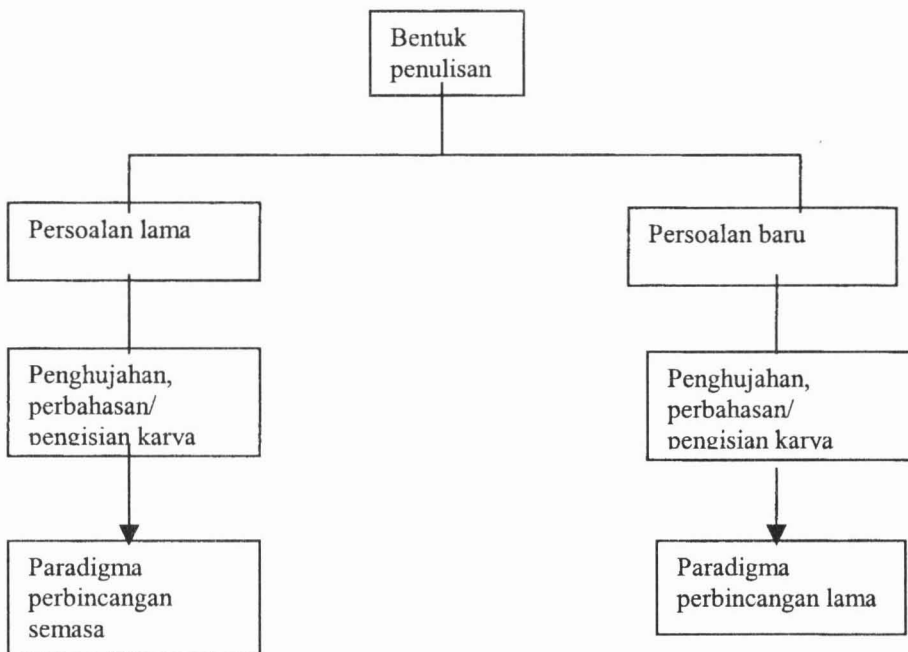 Bentuk
penulisan
Persoalan lama
Persoalan baru
Penghujahan,
perbahasan/
pengisian karya
Penghujahan,
perbahasan/
pengisian karya
Paradigma
perbincangan
semasa
Paradigma
perbincangan lama